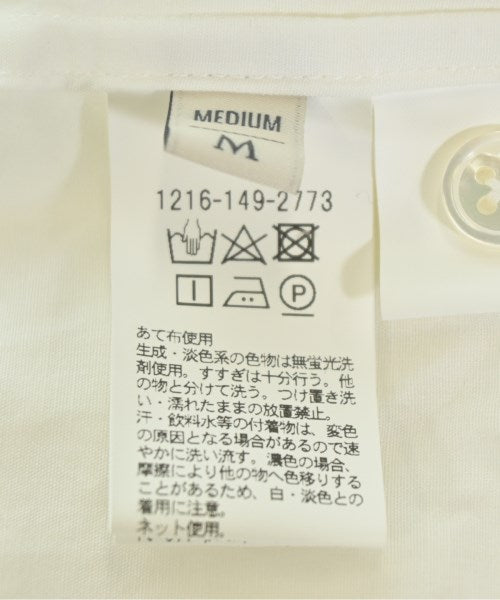 MEDIUM
M
1216-149-2773
P
あて布使用
生成・淡色系の色物は無蛍光洗
剤使用。すすぎは十分行う。他
の物と分けて洗う。つけ置き洗
い・濡れたままの放置禁止。
汗・飲料水等の付着物は、変色
の原因となる場合があるので速
やかに洗い流す。濃色の場合、
摩擦により他の物へ色移りする
ことがあるため、白・淡色との
着用に注意。
ネット使用。